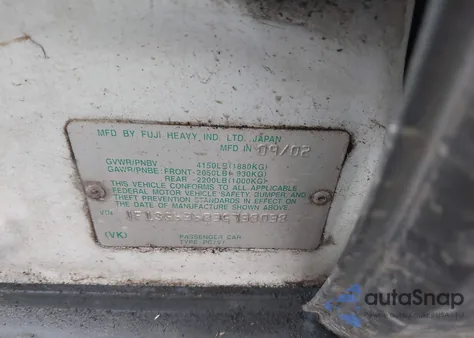 MFD BY FUJI HEAVY IND. LTD. JAPAN
MFD IN 09/02
GVWR/PNBV 4150LB(1880KG)
GAWR/PNBE: FRONT-2050LB( 930KG)
REAR -2200LB(1000KG)
THIS VEHICLE CONFORMS TO ALL APPLICABLE
FEDERAL MOTOR VEHICLE SAFETY, BUMPER, AND
THEFT PREVENTION STANDARDS IN EFFECT ON THE
DATE OF MANUFACTURE SHOWN ABOVE
(VK) PASSENGER CAR
autoSnap